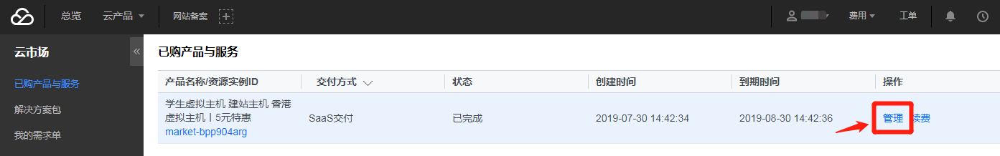 总览 云产品 网站备案 费用 工单
云市场
已购产品与服务
已购产品与服务
解决方案包
我的需求单
产品名称/资源实例ID 交付方式 状态 创建时间 到期时间 操作
学生虚拟主机 建站主机 香港
虚拟主机丨5元特惠
market-bpp904arg
SaaS交付 已完成 2019-07-30 14:42:34 2019-08-30 14:42:36 管理 续费